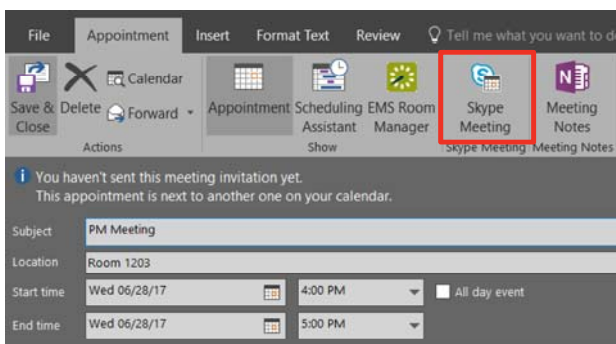 File Appointment Insert Format Text Review Tell me what you want to do
Save & Close
Delete
Calendar
Forward
Actions
Appointment
Scheduling Assistant
EMS Room Manager
Show
Skype Meeting
Skype Meeting
Meeting Notes
Meeting Notes
You haven't sent this meeting invitation yet.
This appointment is next to another one on your calendar.
Subject PM Meeting
Location Room 1203
Start time Wed 06/28/17 4:00 PM All day event
End time Wed 06/28/17 5:00 PM